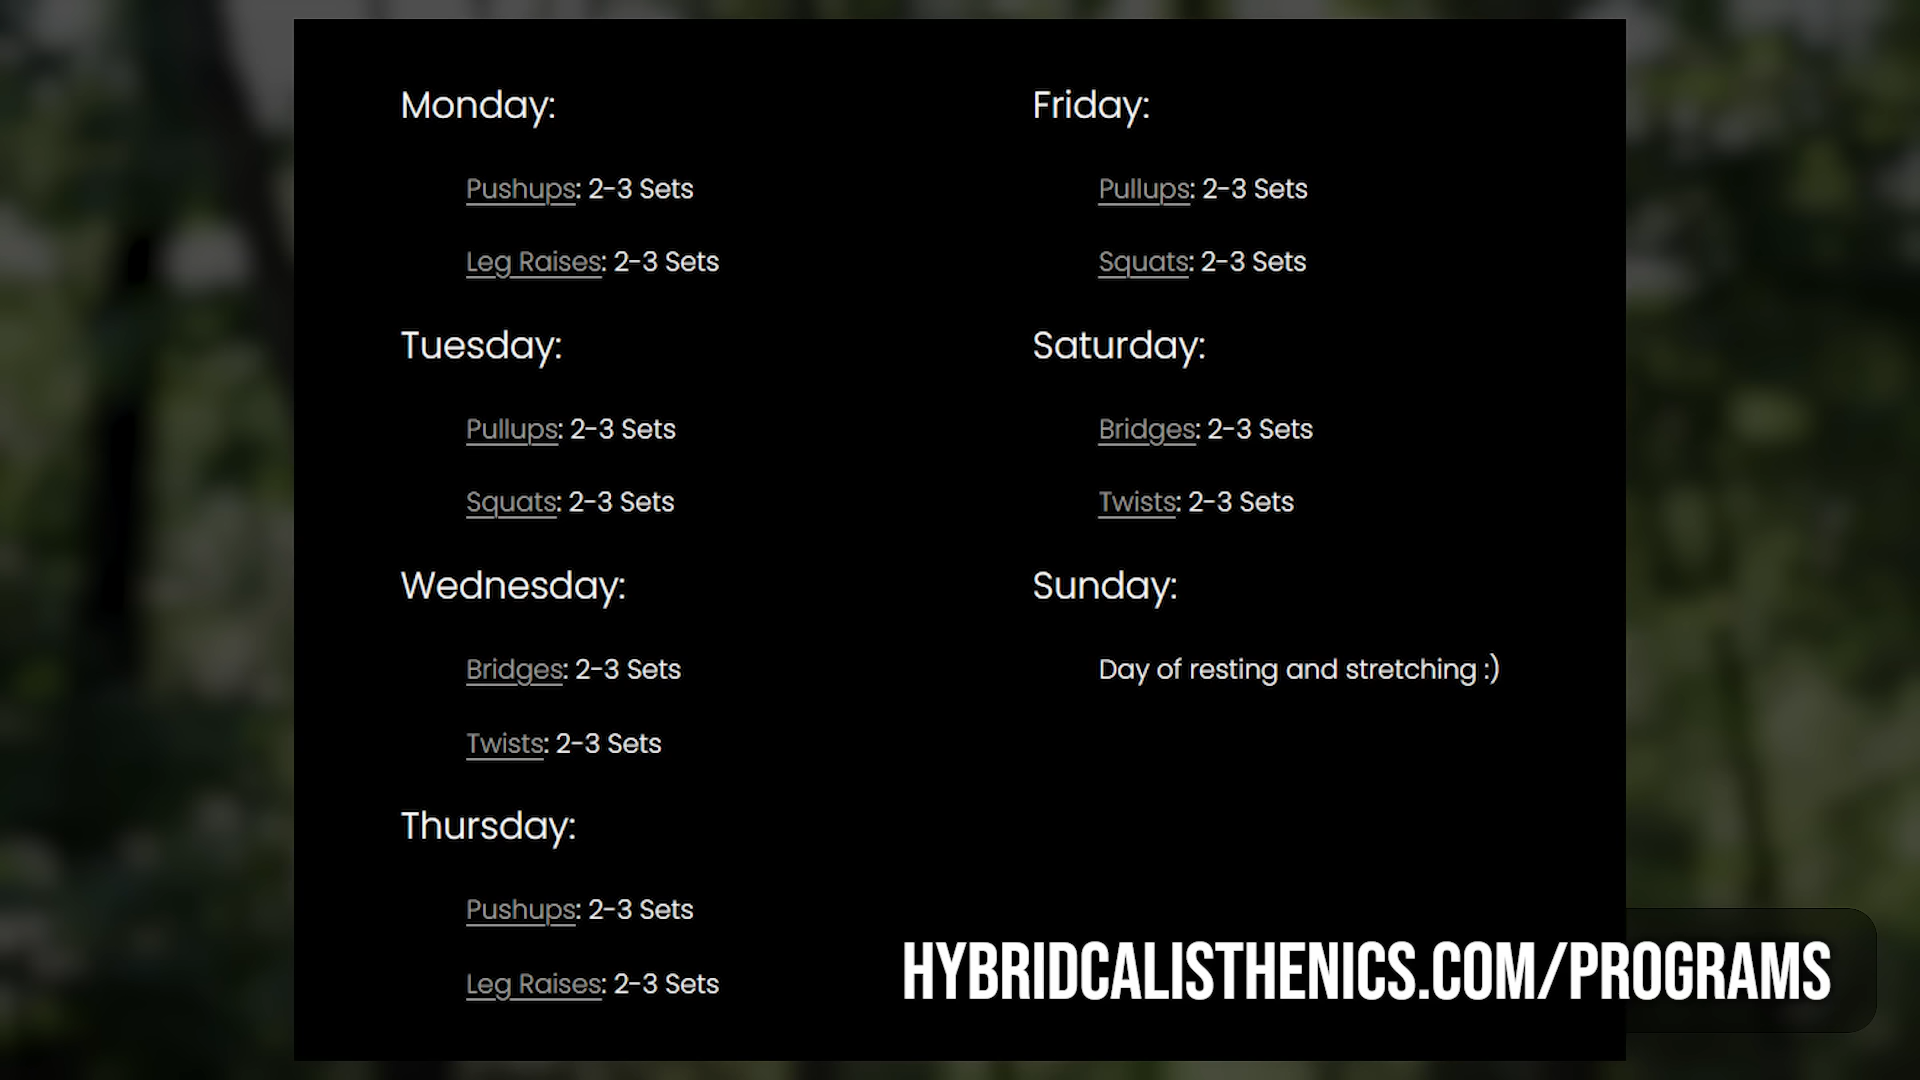 Monday:
Pushups: 2-3 Sets
Leg Raises: 2-3 Sets
Tuesday:
Pullups: 2-3 Sets
Squats: 2-3 Sets
Wednesday:
Bridges: 2-3 Sets
Twists: 2-3 Sets
Thursday:
Pushups: 2-3 Sets
Leg Raises: 2-3 Sets
Friday:
Pullups: 2-3 Sets
Squats: 2-3 Sets
Saturday:
Bridges: 2-3 Sets
Twists: 2-3 Sets
Sunday:
Day of resting and stretching :)
HYBRIDCALISTHENICS.COM/PROGRAMS